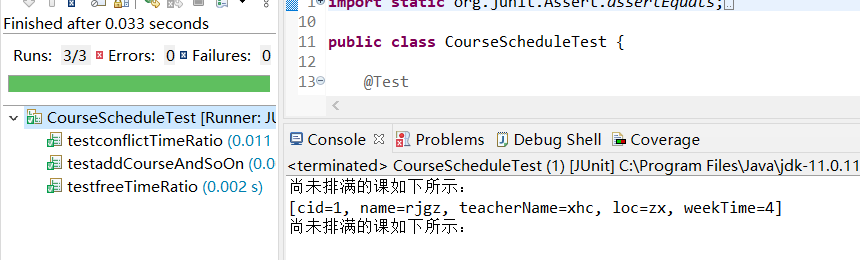 Finished after 0.033 seconds
Runs: 3/3 Errors: 0 Failures: 0
CourseScheduleTest [Runner: JU
testconflictTimeRatio (0.011
testaddCourseAndSoOn (0.0
testfreeTimeRatio (0.002 s)
import static org.junit.Assert.assertEquals;
10
11 public class CourseScheduleTest {
12
13 @Test
Console Problems Debug Shell Coverage
<terminated> CourseScheduleTest (1) [JUnit] C:\Program Files\Java\jdk-11.0.11
尚未排满的课如下所示:
[cid=1, name=rjgz, teacherName=xhc, loc=zx, weekTime=4]
尚未排满的课如下所示: